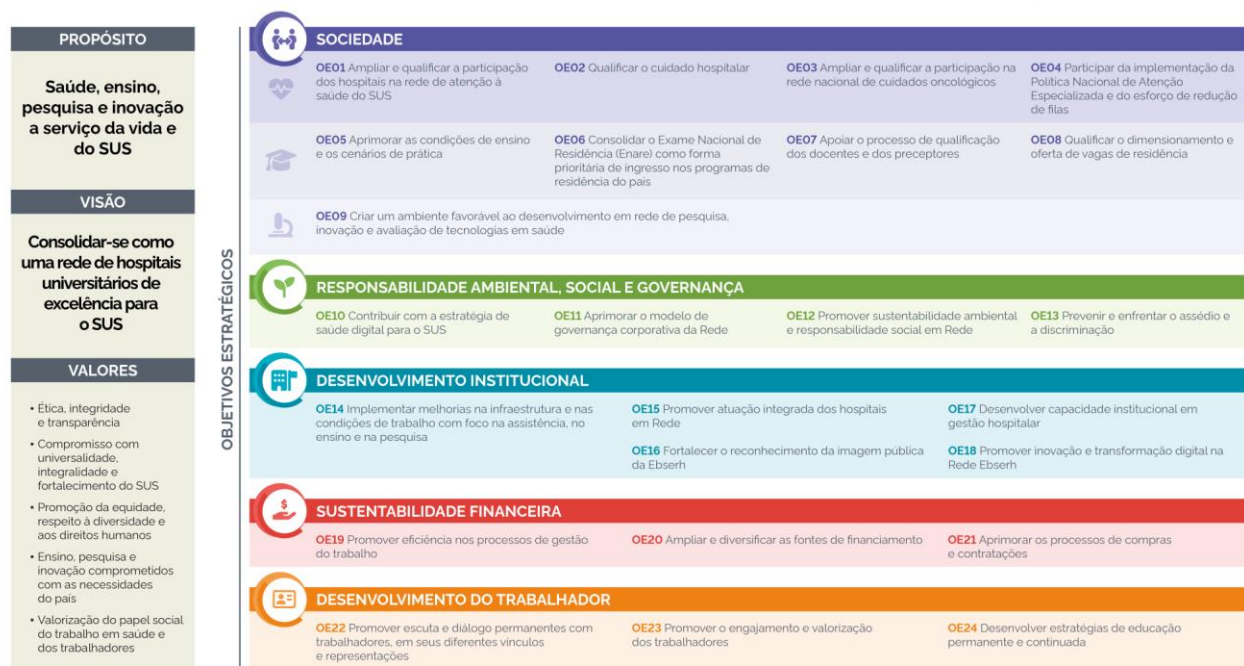 PROPÓSITO
Saúde, ensino,
pesquisa e inovação
a serviço da vida e
do SUS
VISÃO
Consolidar-se como
uma rede de hospitais
universitários de
excelência para
o SUS
VALORES
• Ética, integridade
e transparência
• Compromisso com
universalidade,
integralidade e
fortalecimento do SUS
• Promoção da equidade,
respeito à diversidade e
aos direitos humanos
• Ensino, pesquisa e
inovação comprometidos
com as necessidades
do país
• Valorização do papel social
do trabalho em saúde e
dos trabalhadores
OBJETIVOS ESTRATÉGICOS
SOCIEDADE
OE01 Ampliar e qualificar a participação
dos hospitais na rede de atenção à
saúde do SUS
OE02 Qualificar o cuidado hospitalar
OE03 Ampliar e qualificar a participação na
rede nacional de cuidados oncológicos
OE04 Participar da implementação da
Política Nacional de Atenção
Especializada e do esforço de redução
de filas
OE05 Aprimorar as condições de ensino
e os cenários de prática
OE06 Consolidar o Exame Nacional de
Residência (Enare) como forma
prioritária de ingresso nos programas de
residência do país
OE07 Apoiar o processo de qualificação
dos docentes e dos preceptores
OE08 Qualificar o dimensionamento e
oferta de vagas de residência
OE09 Criar um ambiente favorável ao desenvolvimento em rede de pesquisa,
inovação e avaliação de tecnologias em saúde
RESPONSABILIDADE AMBIENTAL, SOCIAL E GOVERNANÇA
OE10 Contribuir com a estratégia de
saúde digital para o SUS
OE11 Aprimorar o modelo de
governança corporativa da Rede
OE12 Promover sustentabilidade ambiental
e responsabilidade social em Rede
OE13 Prevenir e enfrentar o assédio e
a discriminação
DESENVOLVIMENTO INSTITUCIONAL
OE14 Implementar melhorias na infraestrutura e nas
condições de trabalho com foco na assistência, no
ensino e na pesquisa
OE15 Promover atuação integrada dos hospitais
em Rede
OE16 Fortalecer o reconhecimento da imagem pública
da Ebserh
OE17 Desenvolver capacidade institucional em
gestão hospitalar
OE18 Promover inovação e transformação digital na
Rede Ebserh
SUSTENTABILIDADE FINANCEIRA
OE19 Promover eficiência nos processos de gestão
do trabalho
OE20 Ampliar e diversificar as fontes de financiamento
OE21 Aprimorar os processos de compras
e contratações
DESENVOLVIMENTO DO TRABALHADOR
OE22 Promover escuta e diálogo permanentes com
trabalhadores, em seus diferentes vínculos
e representações
OE23 Promover o engajamento e valorização
dos trabalhadores
OE24 Desenvolver estratégias de educação
permanente e continuada